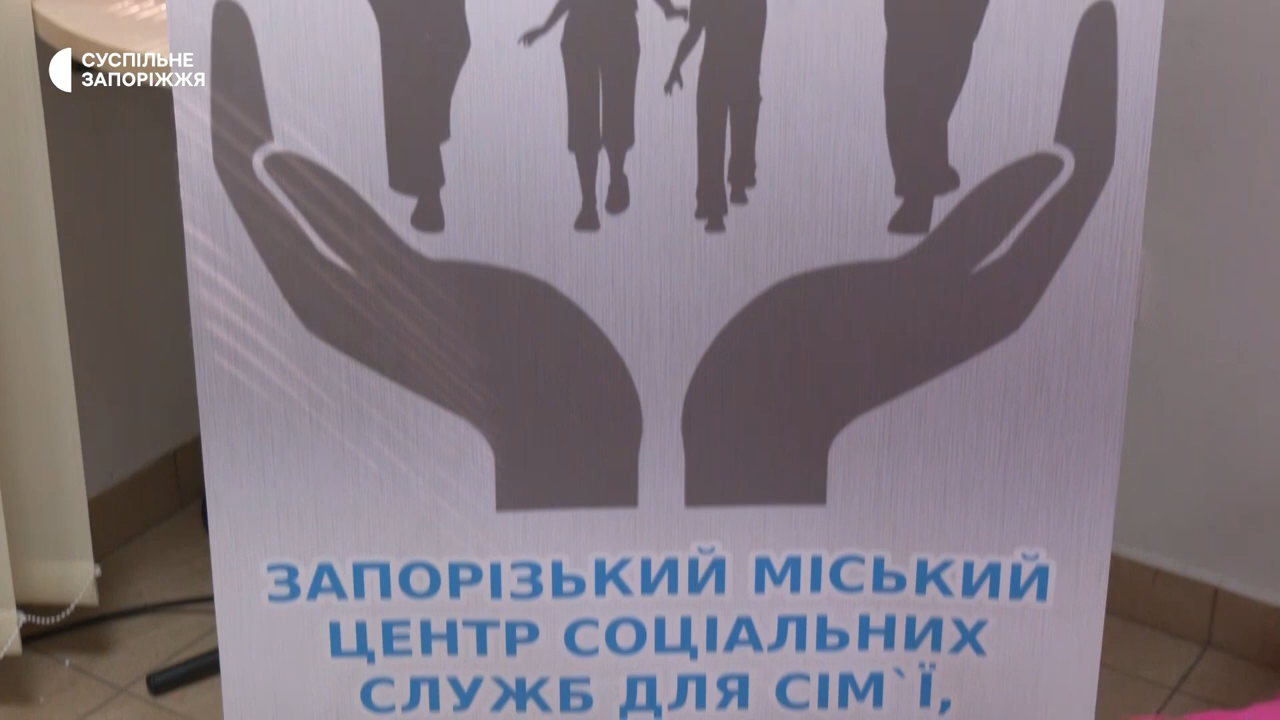 СУСПІЛЬНЕ
ЗАПОРІЖЖЯ
ЗАПОРІЗЬКИЙ МІСЬКИЙ
ЦЕНТР СОЦІАЛЬНИХ
СЛУЖБ ДЛЯ СІМ`Ї,